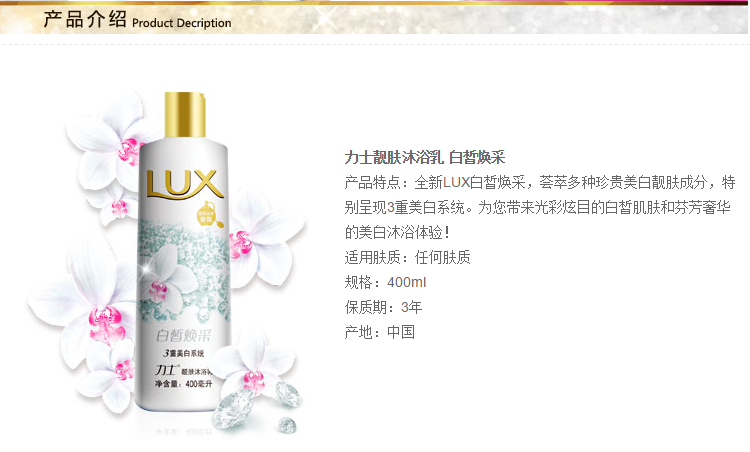 产品介绍 Product Decription
力士靓肤沐浴乳 白皙焕采
产品特点：全新LUX白皙焕采，荟萃多种珍贵美白靓肤成分，特
别呈现3重美白系统。为您带来光彩炫目的白皙肌肤和芬芳奢华
的美白沐浴体验！
适用肤质：任何肤质
规格：400ml
保质期：3年
产地：中国
LUX
白皙焕采
3重美白系统
力士 靓肤沐浴乳
净含量：400毫升